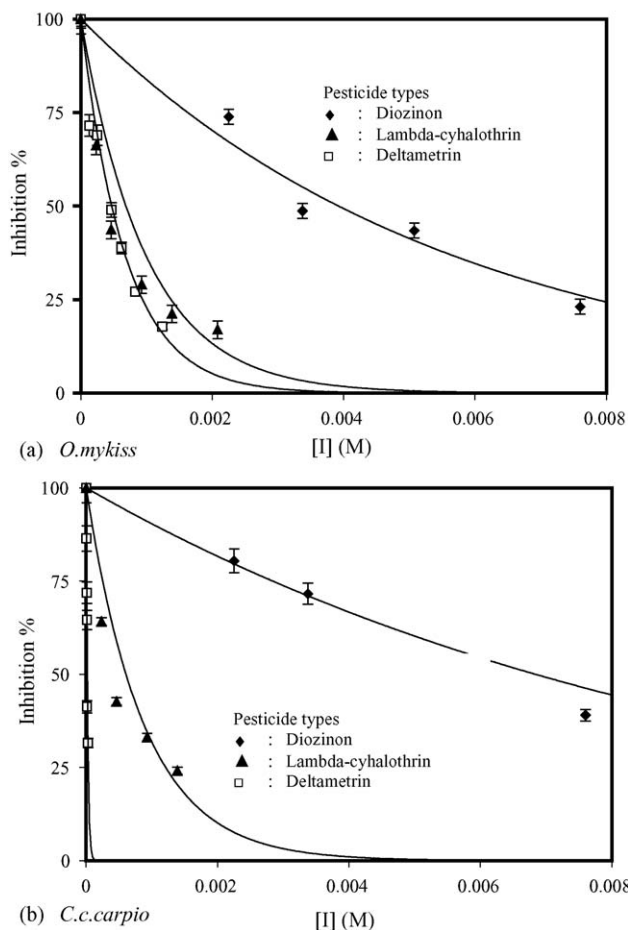 100
75
50
25
0
Inhibition %
Pesticide types
◆ : Diozinon
▲ : Lambda-cyhalothrin
□ : Deltametrin
0 0.002 0.004 0.006 0.008
(a) O.mykiss [I] (M)
100
75
50
25
0
Inhibition %
Pesticide types
◆ : Diozinon
▲ : Lambda-cyhalothrin
□ : Deltametrin
0 0.002 0.004 0.006 0.008
(b) C.c.carpio [I] (M)